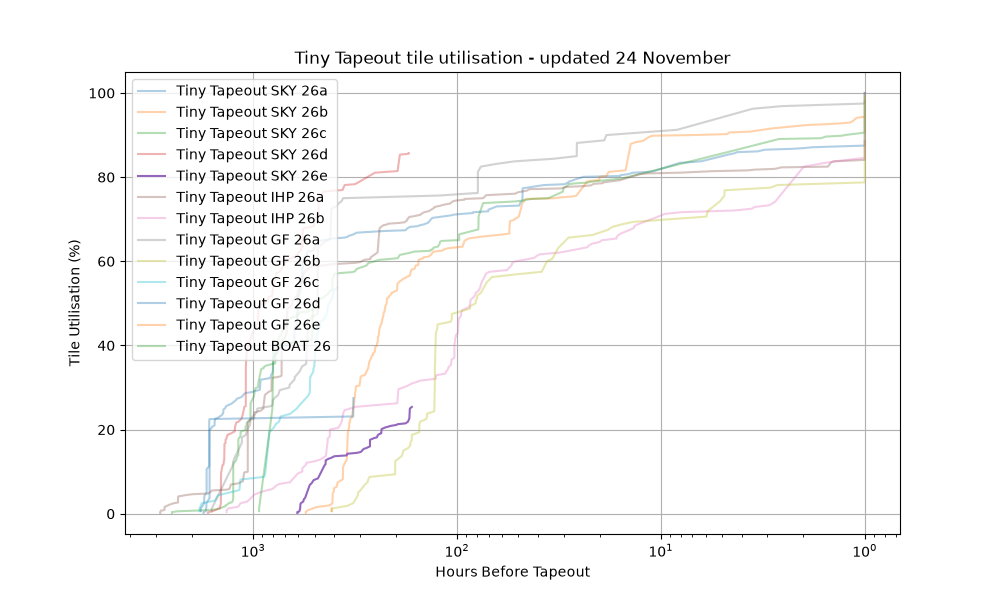 Tiny Tapeout tile utilisation - updated 24 November
Tiny Tapeout SKY 26a
Tiny Tapeout SKY 26b
Tiny Tapeout SKY 26c
Tiny Tapeout SKY 26d
Tiny Tapeout SKY 26e
Tiny Tapeout IHP 26a
Tiny Tapeout IHP 26b
Tiny Tapeout GF 26a
Tiny Tapeout GF 26b
Tiny Tapeout GF 26c
Tiny Tapeout GF 26d
Tiny Tapeout GF 26e
Tiny Tapeout BOAT 26
Tile Utilisation (%)
100
80
60
40
20
0
10³ 10² 10¹ 10⁰
Hours Before Tapeout